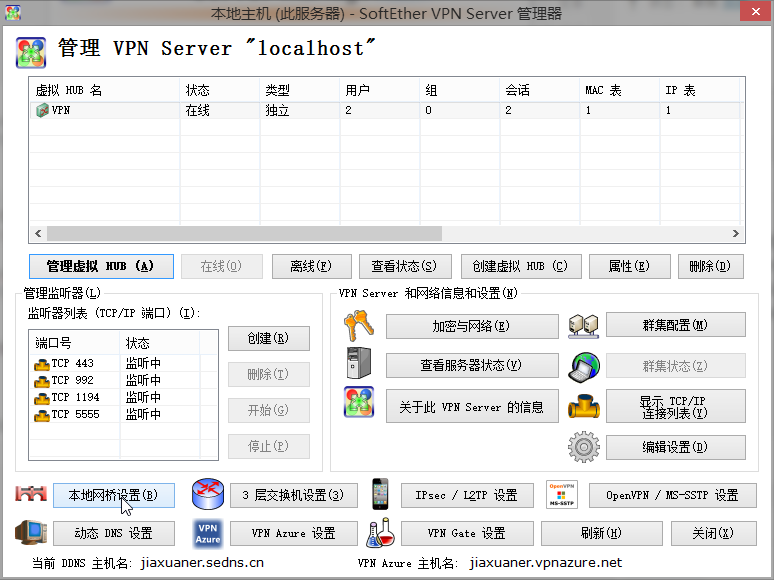 本地主机 (此服务器) - SoftEther VPN Server 管理器
管理 VPN Server "localhost"
虚拟 HUB 名 状态 类型 用户 组 会话 MAC 表 IP 表
VPN 在线 独立 2 0 2 1 1
管理虚拟 HUB (A) 在线(O) 离线(F) 查看状态(S) 创建虚拟 HUB (C) 属性(E) 删除(D)
管理监听器(L)
监听器列表 (TCP/IP 端口) (I):
端口号 状态
TCP 443 监听中
TCP 992 监听中
TCP 1194 监听中
TCP 5555 监听中
创建(R)
删除(T)
开始(G)
停止(P)
VPN Server 和网络信息和设置(N)
加密与网络(E) 群集配置(M)
查看服务器状态(V) 群集状态(Z)
关于此 VPN Server 的信息 显示 TCP/IP
连接列表(Y)
编辑设置(D)
本地网桥设置(B) 3 层交换机设置(3) IPsec / L2TP 设置 OpenVPN MS-SSTP OpenVPN / MS-SSTP 设置
动态 DNS 设置 VPN Azure VPN Azure 设置 VPN Gate 设置 刷新(H) 关闭(X)
当前 DDNS 主机名: jiaxuaner.sedns.cn VPN Azure 主机名: jiaxuaner.vpnazure.net